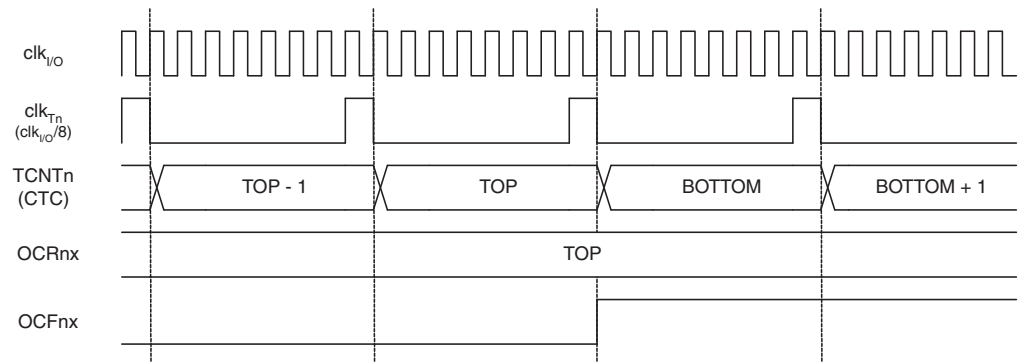 clkI/O
clkTn
(clkI/O/8)
TCNTn
(CTC)
TOP - 1
TOP
BOTTOM
BOTTOM + 1
OCRnx
TOP
OCFnx